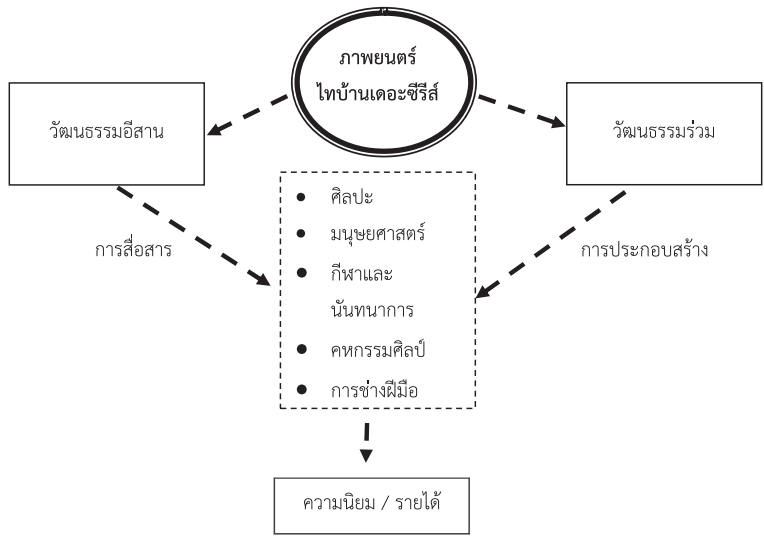 ภาพยนตร์
ไทบ้านเดอะซีรีส์
วัฒนธรรมอีสาน
วัฒนธรรมร่วม
• ศิลปะ
• มนุษยศาสตร์
• กีฬาและ
นันทนาการ
• คหกรรมศิลป์
• การช่างฝีมือ
การสื่อสาร
การประกอบสร้าง
ความนิยม / รายได้